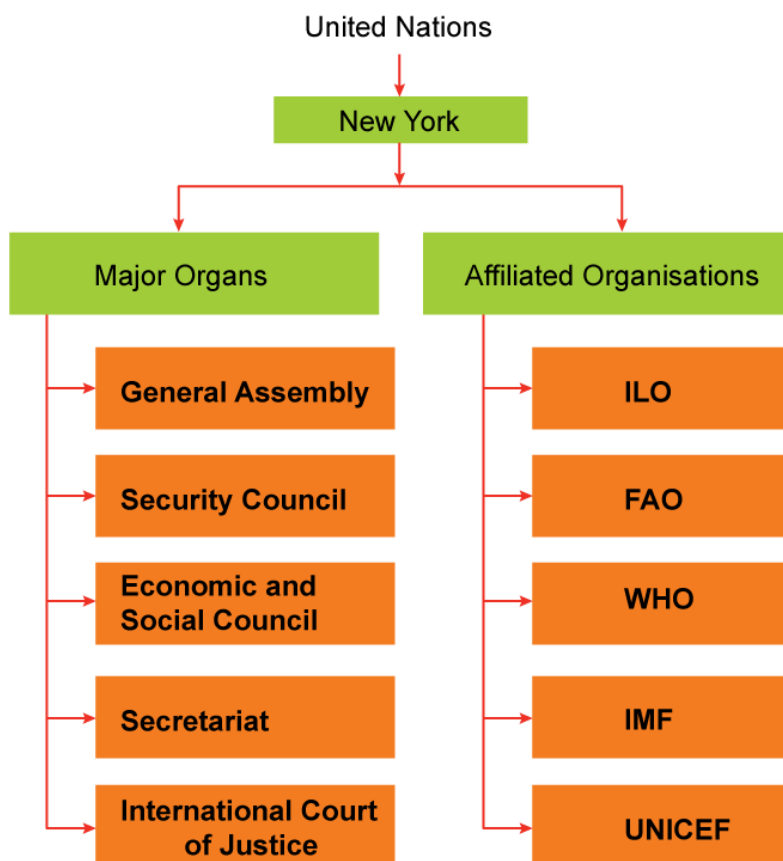 United Nations
New York
Major Organs
Affiliated Organisations
General Assembly
Security Council
Economic and
Social Council
Secretariat
International Court
of Justice
ILO
FAO
WHO
IMF
UNICEF